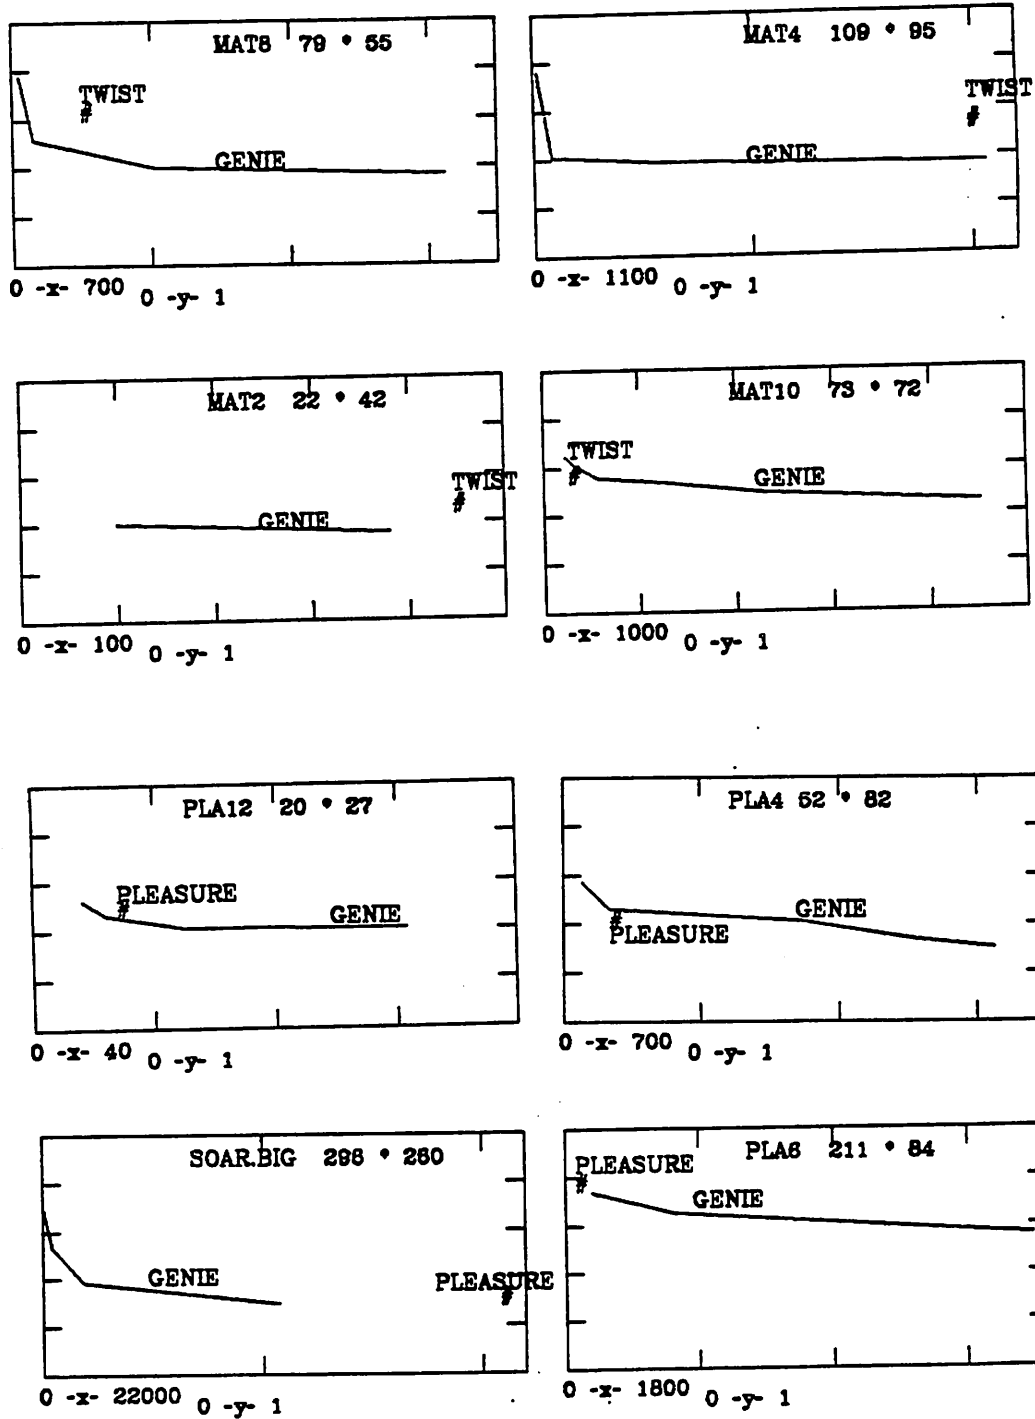 MAT8 79 * 55
TWIST
#
GENIE
0 -x- 700 0 -y- 1
MAT4 109 * 95
TWIST
#
GENIE
0 -x- 1100 0 -y- 1
MAT2 22 * 42
TWIST
#
GENIE
0 -x- 100 0 -y- 1
MAT10 73 * 72
TWIST
#
GENIE
0 -x- 1000 0 -y- 1
PLA12 20 * 27
PLEASURE
#
GENIE
0 -x- 40 0 -y- 1
PLA4 52 * 82
GENIE
#
PLEASURE
0 -x- 700 0 -y- 1
SOAR.BIG 296 * 260
GENIE
PLEASURE
#
0 -x- 22000 0 -y- 1
PLA6 211 * 84
PLEASURE
#
GENIE
0 -x- 1800 0 -y- 1